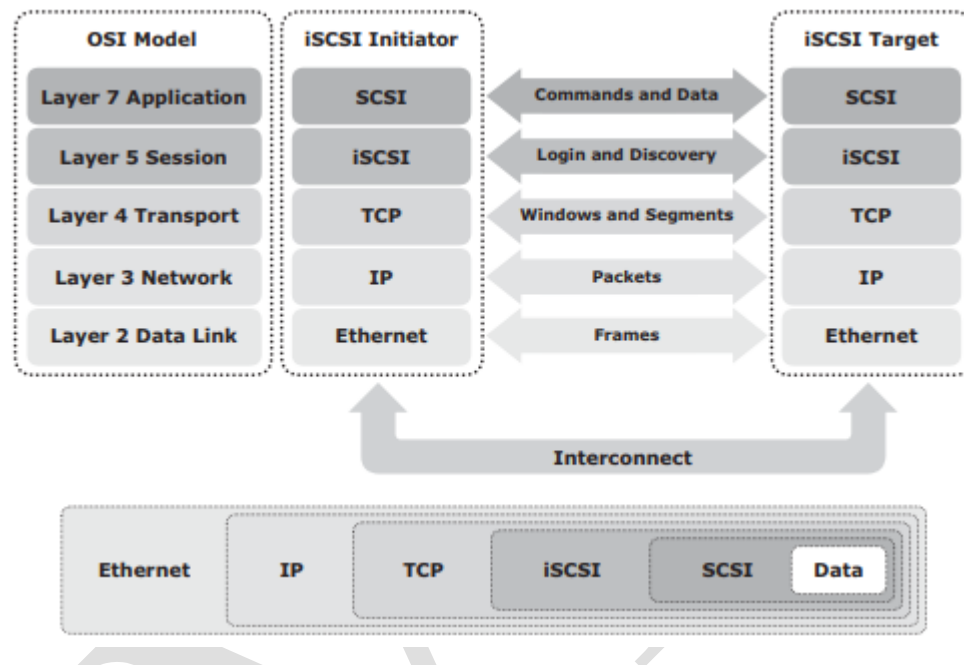 OSI Model iSCSI Initiator iSCSI Target
Layer 7 Application SCSI Commands and Data SCSI
Layer 5 Session iSCSI Login and Discovery iSCSI
Layer 4 Transport TCP Windows and Segments TCP
Layer 3 Network IP Packets IP
Layer 2 Data Link Ethernet Frames Ethernet
Interconnect
Ethernet IP TCP iSCSI SCSI Data